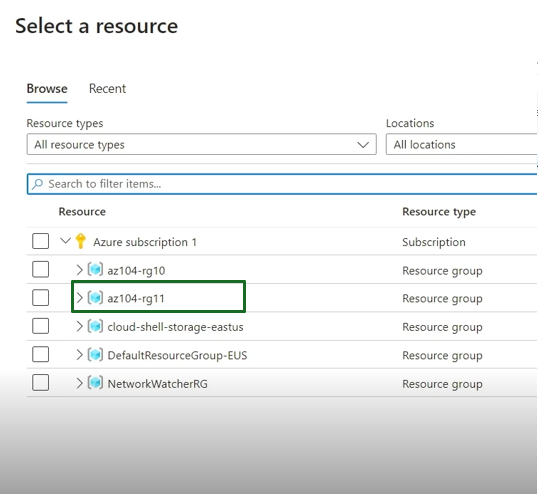 Select a resource
Browse Recent
Resource types Locations
All resource types All locations
Search to filter items...
Resource Resource type
Azure subscription 1 Subscription
az104-rg10 Resource group
az104-rg11 Resource group
cloud-shell-storage-eastus Resource group
DefaultResourceGroup-EUS Resource group
NetworkWatcherRG Resource group